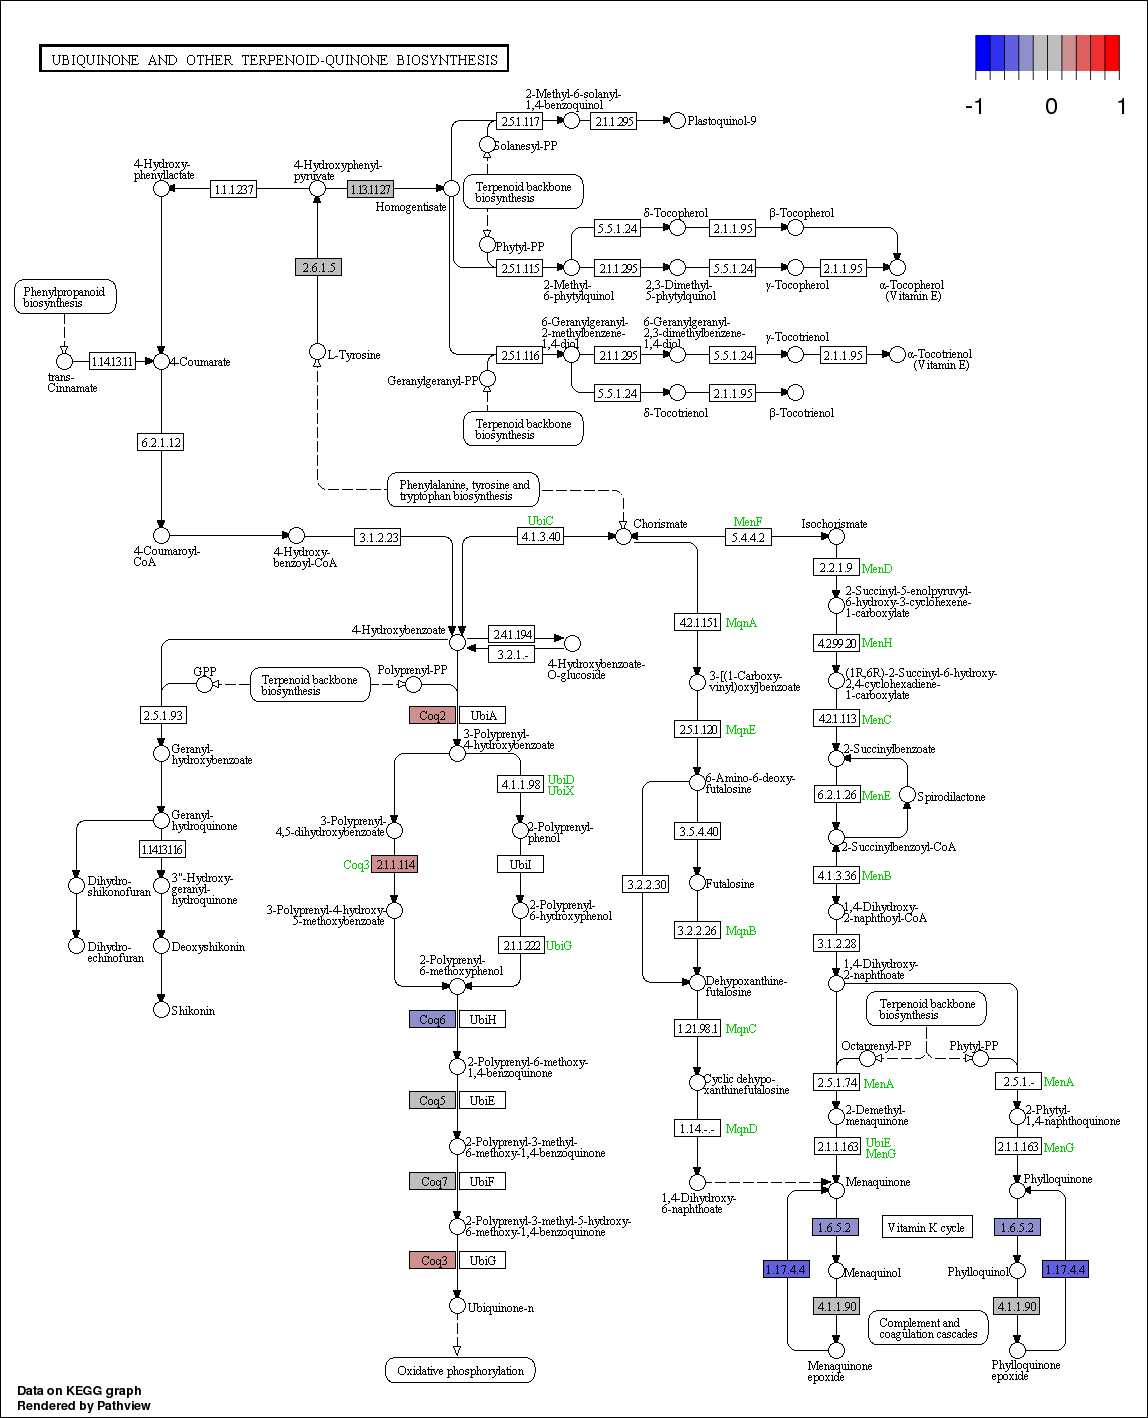 UBIQUINONE AND OTHER TERPENOID-QUINONE BIOSYNTHESIS
-1 0 1
2-Methyl-6-solanyl-
1,4-benzoquinol
2.5.1.117
2.1.1.295
Plastoquinol-9
Solanesyl-PP
4-Hydroxy-
phenyllactate
1.1.1.237
4-Hydroxyphenyl-
pyruvate
1.13.11.27
Homogentisate
Terpenoid backbone
biosynthesis
Phytyl-PP
2.5.1.115
2-Methyl-
6-phytylquinol
δ-Tocopherol
5.5.1.24
2.1.1.95
β-Tocopherol
2.1.1.295
2,3-Dimethyl-
5-phytylquinol
5.5.1.24
γ-Tocopherol
2.1.1.95
α-Tocopherol
(Vitamin E)
2.6.1.5
Phenylpropanoid
biosynthesis
trans-
Cinnamate
1.14.13.11
4-Coumarate
L-Tyrosine
6-Geranylgeranyl-
2-methylbenzene-
1,4-diol
6-Geranylgeranyl-
2,3-dimethylbenzene-
1,4-diol
2.5.1.116
2.1.1.295
5.5.1.24
γ-Tocotrienol
2.1.1.95
α-Tocotrienol
(Vitamin E)
Geranylgeranyl-PP
5.5.1.24
δ-Tocotrienol
2.1.1.95
β-Tocotrienol
Terpenoid backbone
biosynthesis
6.2.1.12
Phenylalanine, tyrosine and
tryptophan biosynthesis
4-Coumaroyl-
CoA
4-Hydroxy-
benzoyl-CoA
3.1.2.23
UbiC
4.1.3.40
Chorismate
MenF
5.4.4.2
Isochorismate
2.2.1.9 MenD
2-Succinyl-5-enolpyruvyl-
6-hydroxy-3-cyclohexene-
1-carboxylate
4.2.99.20 MenH
(1R,6R)-2-Succinyl-6-hydroxy-
2,4-cyclohexadiene-
1-carboxylate
4.2.1.113 MenC
2-Succinylbenzoate
6.2.1.26 MenE
Spirodilactone
2-Succinylbenzoyl-CoA
4.1.3.36 MenB
1,4-Dihydroxy-
2-naphthoyl-CoA
3.1.2.28
1,4-Dihydroxy-
2-naphthoate
4.2.1.151 MqnA
3-[(1-Carboxy-
vinyl)oxy]benzoate
2.5.1.120 MqnE
6-Amino-6-deoxy-
futalosine
3.5.4.40
3.2.2.30
Futalosine
3.2.2.26 MqnB
Dehypoxanthine-
futalosine
1.21.98.1 MqnC
Cyclic dehypo-
xanthinefutalosine
1.14.-.- MqnD
1,4-Dihydroxy-
6-naphthoate
4-Hydroxybenzoate
2.4.1.194
3.2.1.-
4-Hydroxybenzoate-
O-glucoside
GPP
Terpenoid backbone
biosynthesis
Polyprenyl-PP
2.5.1.93
Geranyl-
hydroxybenzoate
Geranyl-
hydroquinone
1.14.13.116
Dihydro-
shikonofuran
3"-Hydroxy-
geranyl-
hydroquinone
Dihydro-
echinofuran
Deoxyshikonin
Shikonin
Coq2 UbiA
3-Polyprenyl-
4-hydroxybenzoate
4.1.1.98
UbiD
UbiX
3-Polyprenyl-
4,5-dihydroxybenzoate
2-Polyprenyl-
phenol
Coq3 2.1.1.114
UbiI
3-Polyprenyl-4-hydroxy-
5-methoxybenzoate
2-Polyprenyl-
6-hydroxyphenol
2.1.1.222 UbiG
2-Polyprenyl-
6-methoxyphenol
Coq6 UbiH
2-Polyprenyl-6-methoxy-
1,4-benzoquinone
Coq5 UbiE
2-Polyprenyl-3-methyl-
6-methoxy-1,4-benzoquinone
Coq7 UbiF
2-Polyprenyl-3-methyl-5-hydroxy-
6-methoxy-1,4-benzoquinone
Coq3 UbiG
Ubiquinone-n
Oxidative phosphorylation
Terpenoid backbone
biosynthesis
Octaprenyl-PP
Phytyl-PP
2.5.1.74 MenA
2.5.1.- MenA
2-Demethyl-
menaquinone
2-Phytyl-
1,4-naphthoquinone
2.1.1.163
UbiE
MenG
2.1.1.163 MenG
Menaquinone
Phylloquinone
1.6.5.2
Vitamin K cycle
1.6.5.2
1.17.4.4
Menaquinol
Phylloquinol
1.17.4.4
4.1.1.90
4.1.1.90
Complement and
coagulation cascades
Menaquinone
epoxide
Phylloquinone
epoxide
Data on KEGG graph
Rendered by Pathview